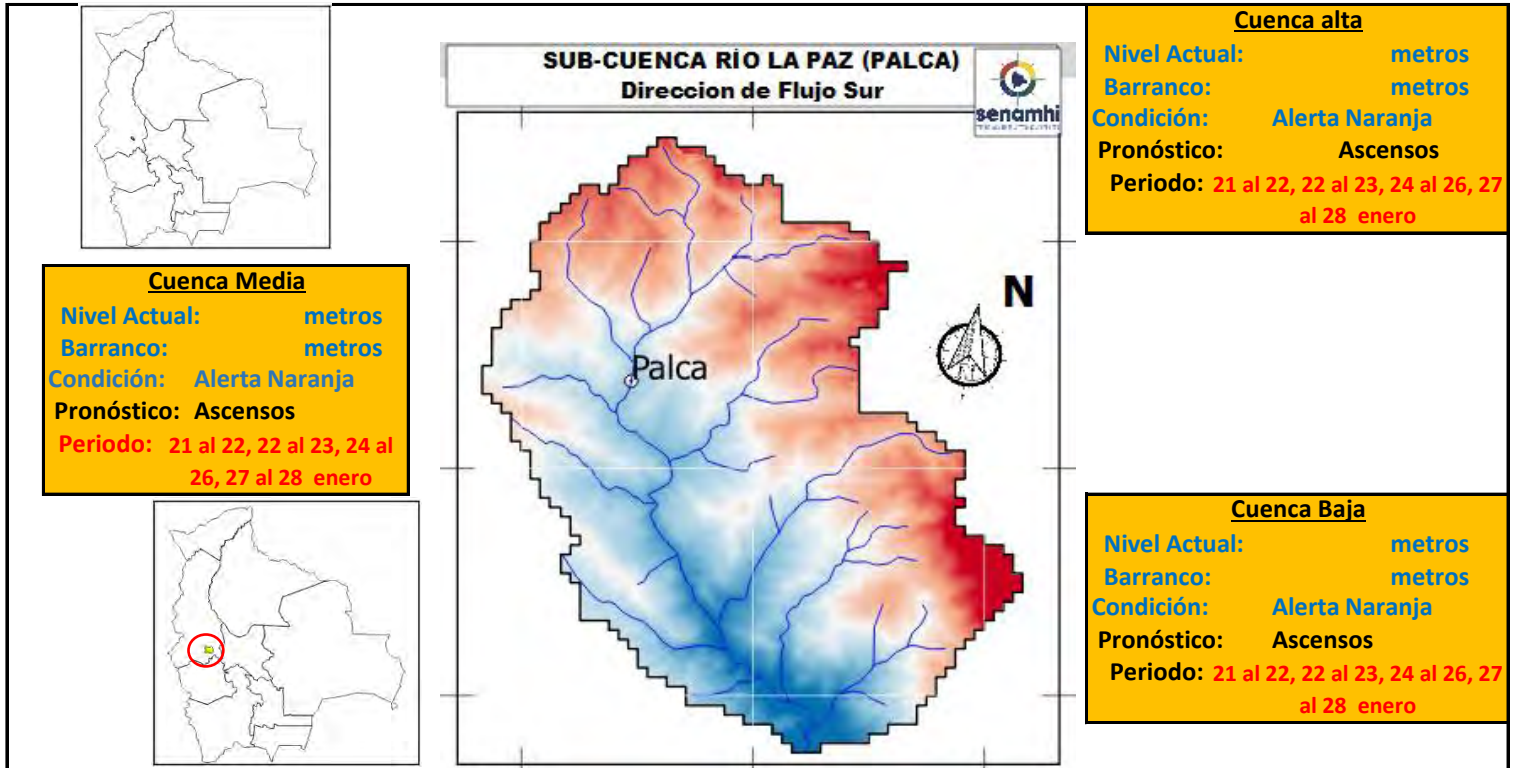 SUB-CUENCA RÍO LA PAZ (PALCA)
Direccion de Flujo Sur
senamhi
Cuenca alta
Nivel Actual: metros
Barranco: metros
Condición: Alerta Naranja
Pronóstico: Ascensos
Periodo: 21 al 22, 22 al 23, 24 al 26, 27
al 28 enero
Cuenca Media
Nivel Actual: metros
Barranco: metros
Condición: Alerta Naranja
Pronóstico: Ascensos
Periodo: 21 al 22, 22 al 23, 24 al
26, 27 al 28 enero
N
Palca
Cuenca Baja
Nivel Actual: metros
Barranco: metros
Condición: Alerta Naranja
Pronóstico: Ascensos
Periodo: 21 al 22, 22 al 23, 24 al 26, 27
al 28 enero